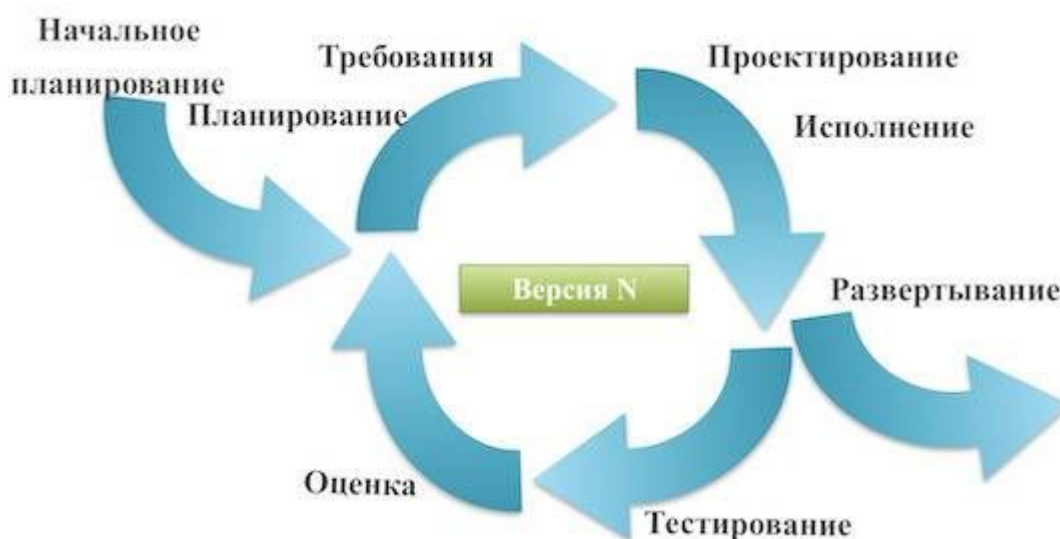 Начальное
планирование
Планирование
Требования
Проектирование
Исполнение
Версия N
Развертывание
Оценка
Тестирование